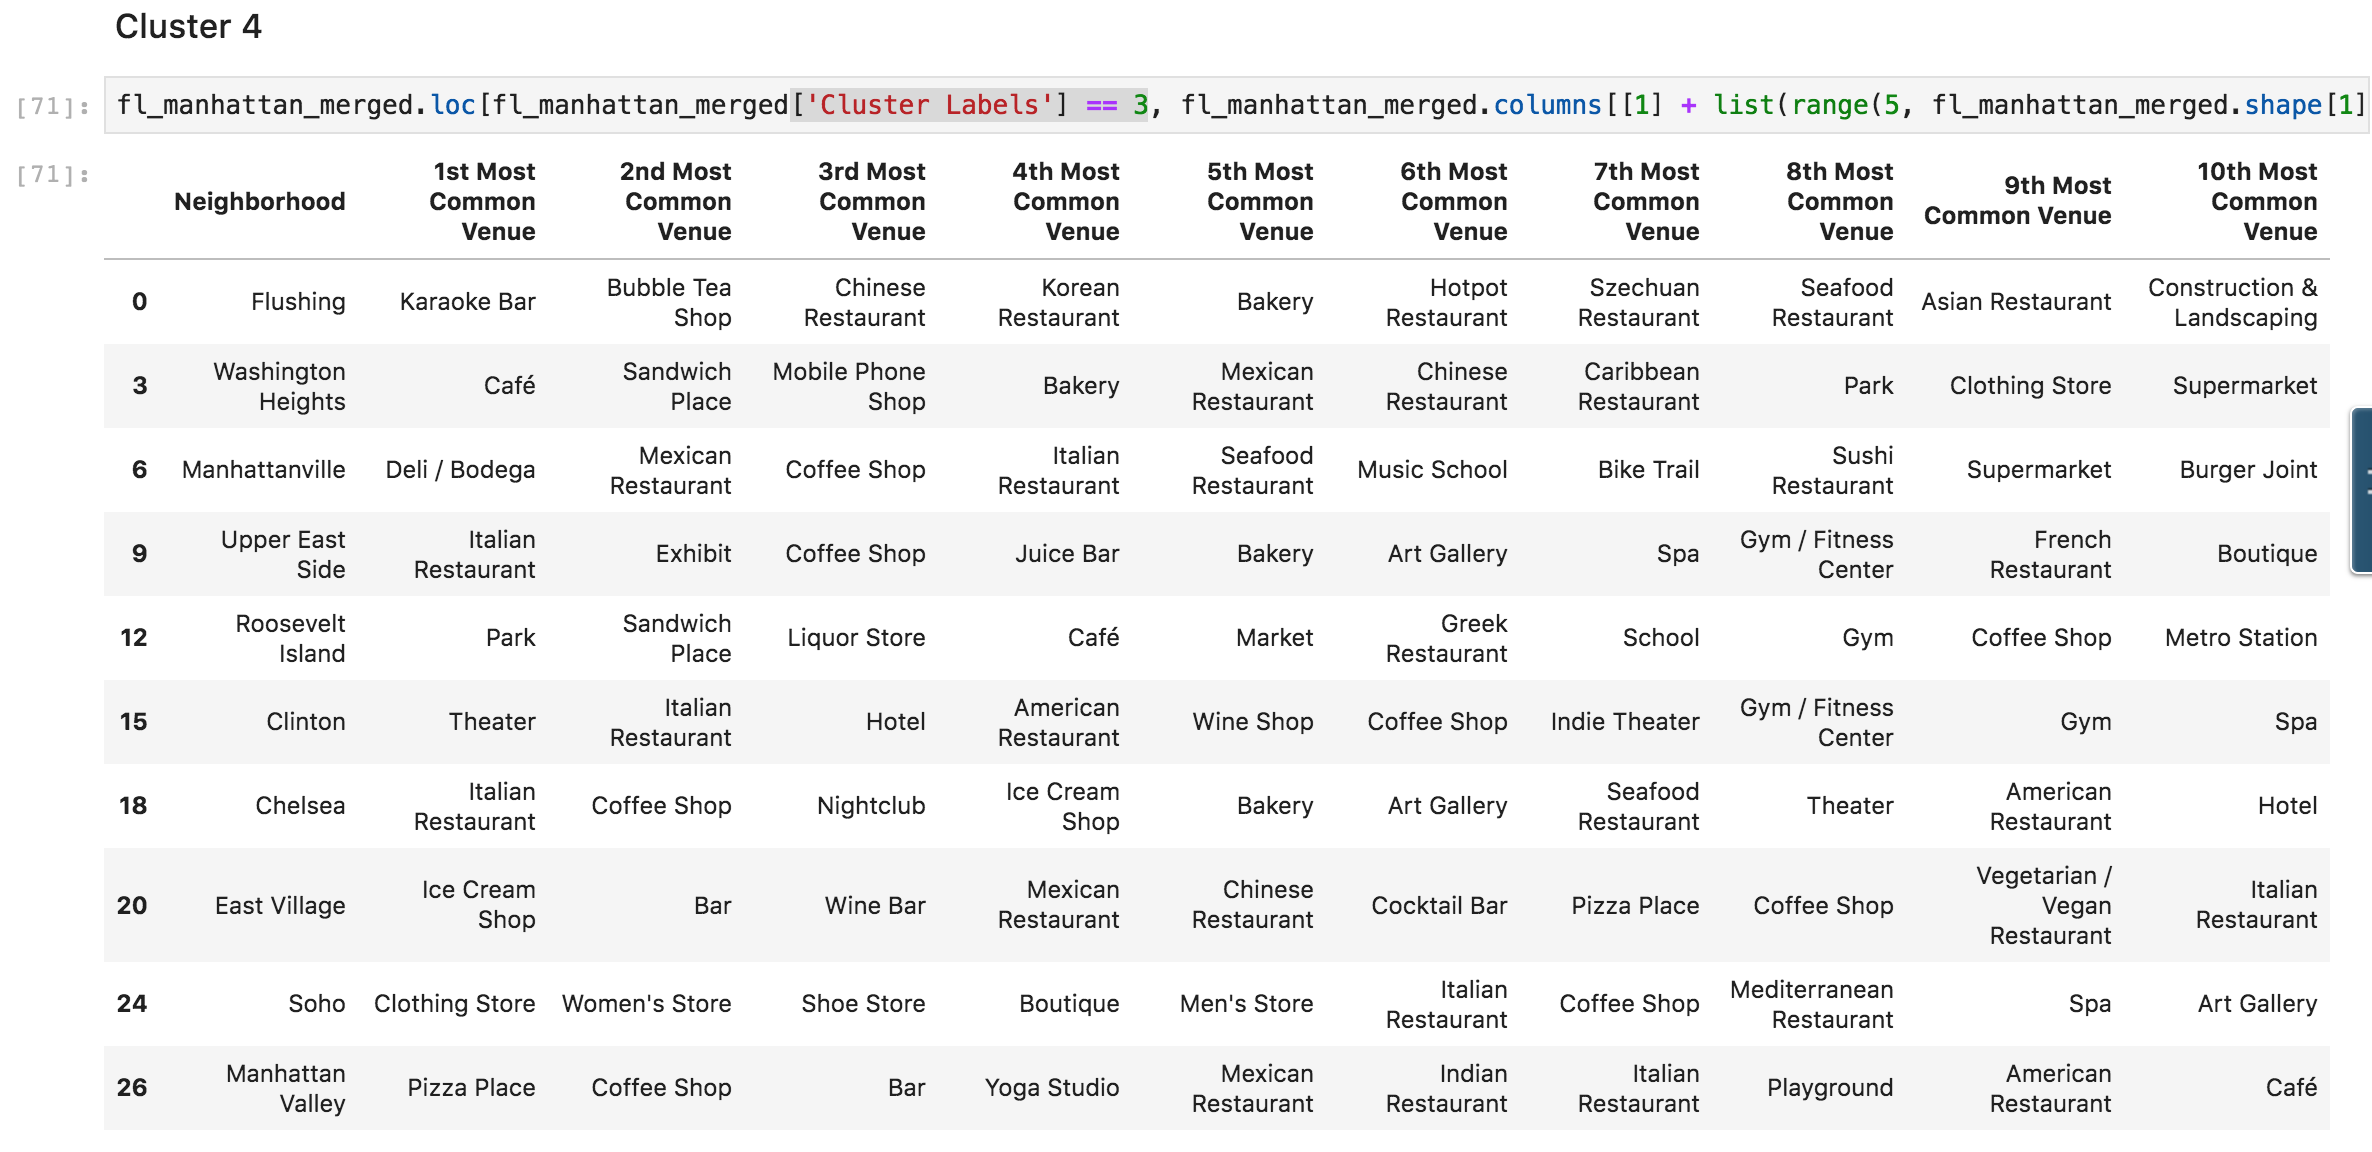 Cluster 4
[71]: fl_manhattan_merged.loc[fl_manhattan_merged['Cluster Labels'] == 3, fl_manhattan_merged.columns[[1] + list(range(5, fl_manhattan_merged.shape[1]
[71]:
Neighborhood 1st Most Common Venue 2nd Most Common Venue 3rd Most Common Venue 4th Most Common Venue 5th Most Common Venue 6th Most Common Venue 7th Most Common Venue 8th Most Common Venue 9th Most Common Venue 10th Most Common Venue
0 Flushing Karaoke Bar Bubble Tea Shop Chinese Restaurant Korean Restaurant Bakery Hotpot Restaurant Szechuan Restaurant Seafood Restaurant Asian Restaurant Construction & Landscaping
3 Washington Heights Café Sandwich Place Mobile Phone Shop Bakery Mexican Restaurant Chinese Restaurant Caribbean Restaurant Park Clothing Store Supermarket
6 Manhattanville Deli / Bodega Mexican Restaurant Coffee Shop Italian Restaurant Seafood Restaurant Music School Bike Trail Sushi Restaurant Supermarket Burger Joint
9 Upper East Side Italian Restaurant Exhibit Coffee Shop Juice Bar Bakery Art Gallery Spa Gym / Fitness Center French Restaurant Boutique
12 Roosevelt Island Park Sandwich Place Liquor Store Café Market Greek Restaurant School Gym Coffee Shop Metro Station
15 Clinton Theater Italian Restaurant Hotel American Restaurant Wine Shop Coffee Shop Indie Theater Gym / Fitness Center Gym Spa
18 Chelsea Italian Restaurant Coffee Shop Nightclub Ice Cream Shop Bakery Art Gallery Seafood Restaurant Theater American Restaurant Hotel
20 East Village Ice Cream Shop Bar Wine Bar Mexican Restaurant Chinese Restaurant Cocktail Bar Pizza Place Coffee Shop Vegetarian / Vegan Restaurant Italian Restaurant
24 Soho Clothing Store Women's Store Shoe Store Boutique Men's Store Italian Restaurant Coffee Shop Mediterranean Restaurant Spa Art Gallery
26 Manhattan Valley Pizza Place Coffee Shop Bar Yoga Studio Mexican Restaurant Indian Restaurant Italian Restaurant Playground American Restaurant Café